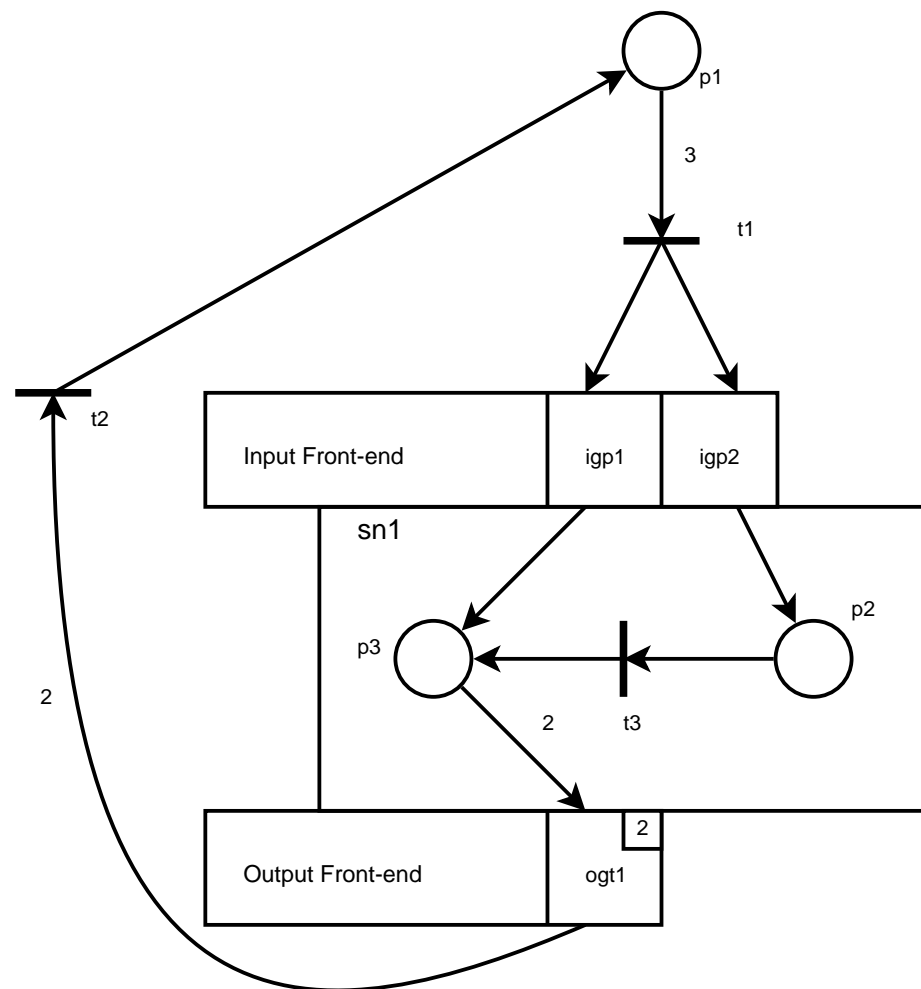 p1
3
t1
t2
Input Front-end
igp1
igp2
sn1
p2
p3
2
2
t3
2
Output Front-end
ogt1